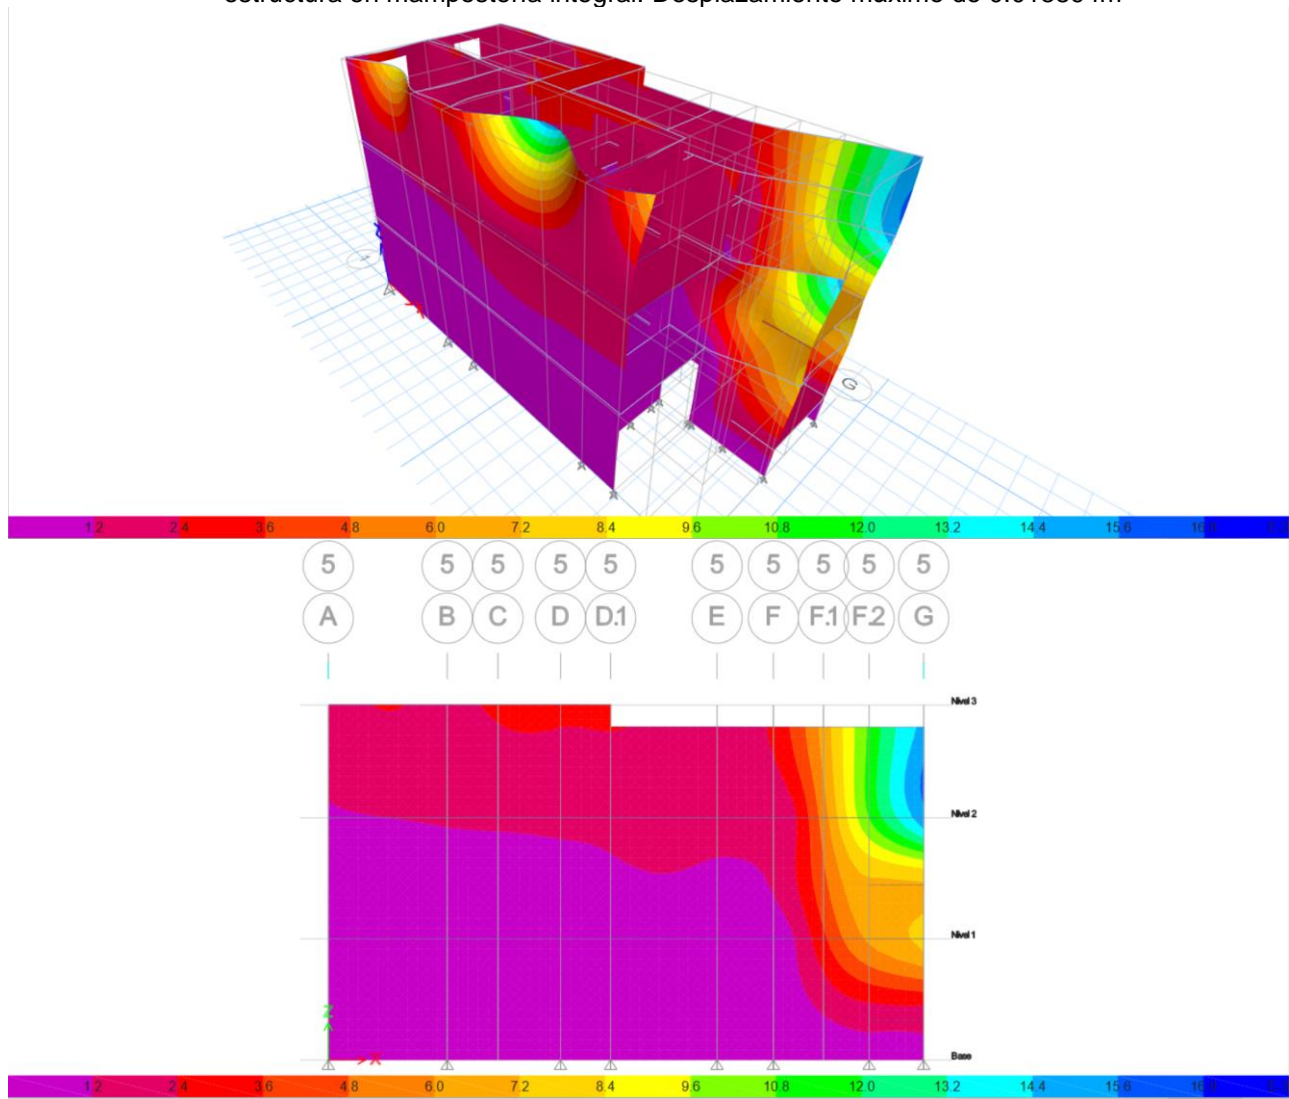 estructura en mampostería integral. Desplazamiento máximo de
G
1.2 2.4 3.6 4.8 6.0 7.2 8.4 9.6 10.8 12.0 13.2 14.4 15.6
5 5 5 5 5 5 5 5 5 5
A B C D D.1 E F F.1 F.2 G
Nivel 3
Nivel 2
Nivel 1
Z
Base
X
1.2 2.4 3.6 4.8 6.0 7.2 8.4 9.6 10.8 12.0 13.2 14.4 15.6